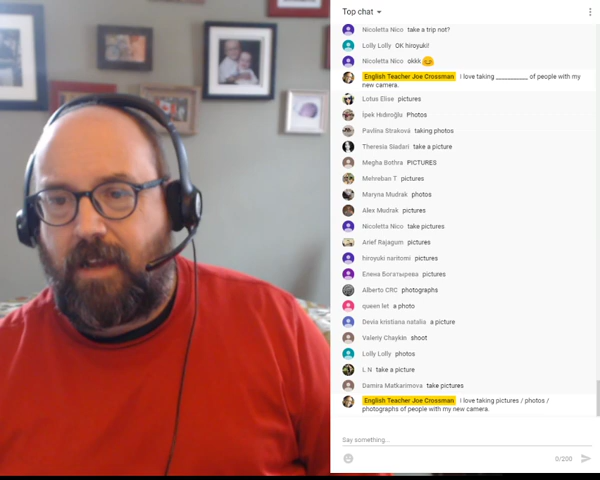 Top chat
Nicoletta Nico take a trip not?
Lolly Lolly OK hiroyuki!
Nicoletta Nico okkk
English Teacher Joe Crossman I love taking __________ of people with my
new camera.
Lotus Elise pictures
İpek Hıdıroğlu Photos
Pavlína Straková taking photos
Theresia Siadari take a picture
Megha Bothra PICTURES
Mehreban T pictures
Maryna Mudrak photos
Alex Mudrak pictures
Nicoletta Nico take pictures
Arief Rajagum pictures
hiroyuki naritomi pictures
Елена Богатырева pictures
Alberto CRC photographs
queen let a photo
Devia kristiana natalia a picture
Valeriy Chaykin shoot
Lolly Lolly photos
L N take a picture
Damira Matkarimova take pictures
English Teacher Joe Crossman I love taking pictures / photos /
photographs of people with my new camera.
Say something...
0/200